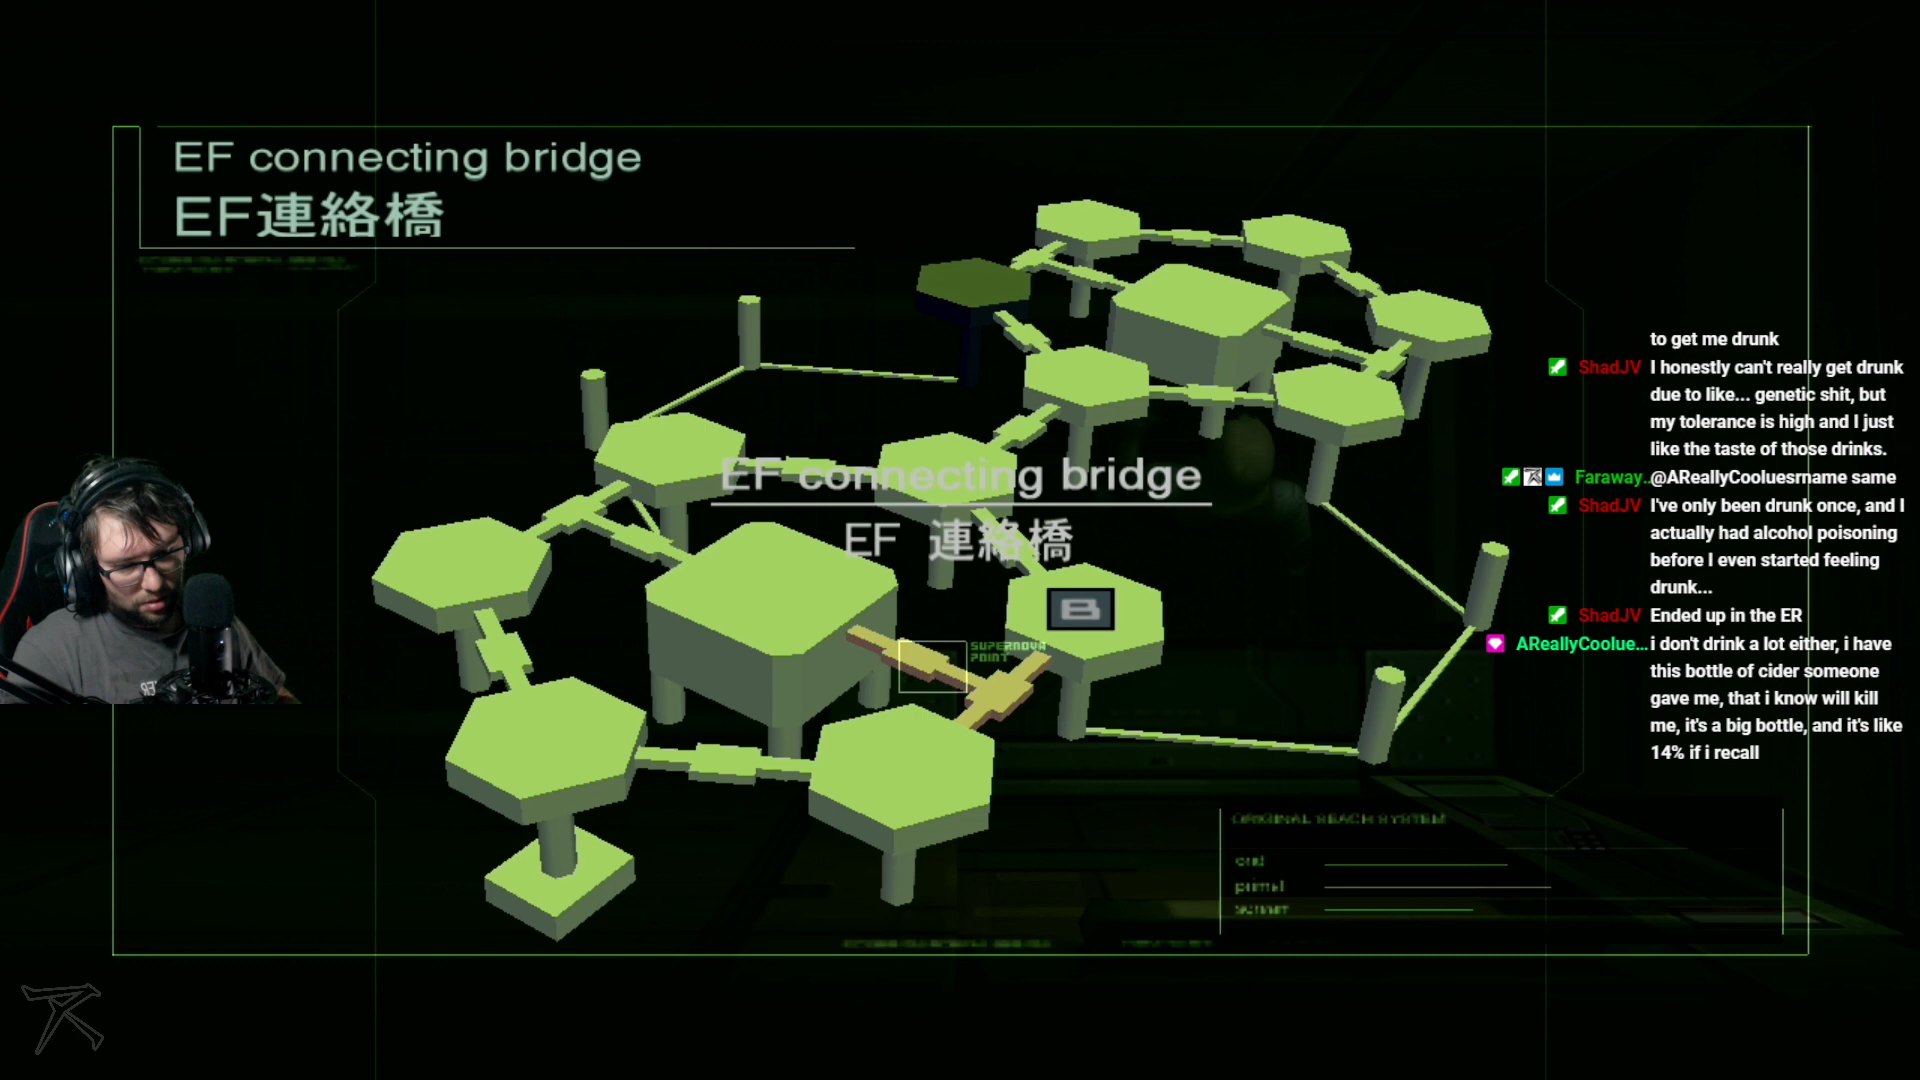 EF connecting bridge
EF連絡橋
EF connecting bridge
EF 連絡橋
B
SUPERNOVA
POINT
to get me drunk
ShadJV I honestly can't really get drunk
due to like... genetic shit, but
my tolerance is high and I just
like the taste of those drinks.
Faraway... @AReallyCooluesrname same
ShadJV I've only been drunk once, and I
actually had alcohol poisoning
before I even started feeling
drunk...
ShadJV Ended up in the ER
AReallyCoolue... i don't drink a lot either, i have
this bottle of cider someone
gave me, that i know will kill
me, it's a big bottle, and it's like
14% if i recall